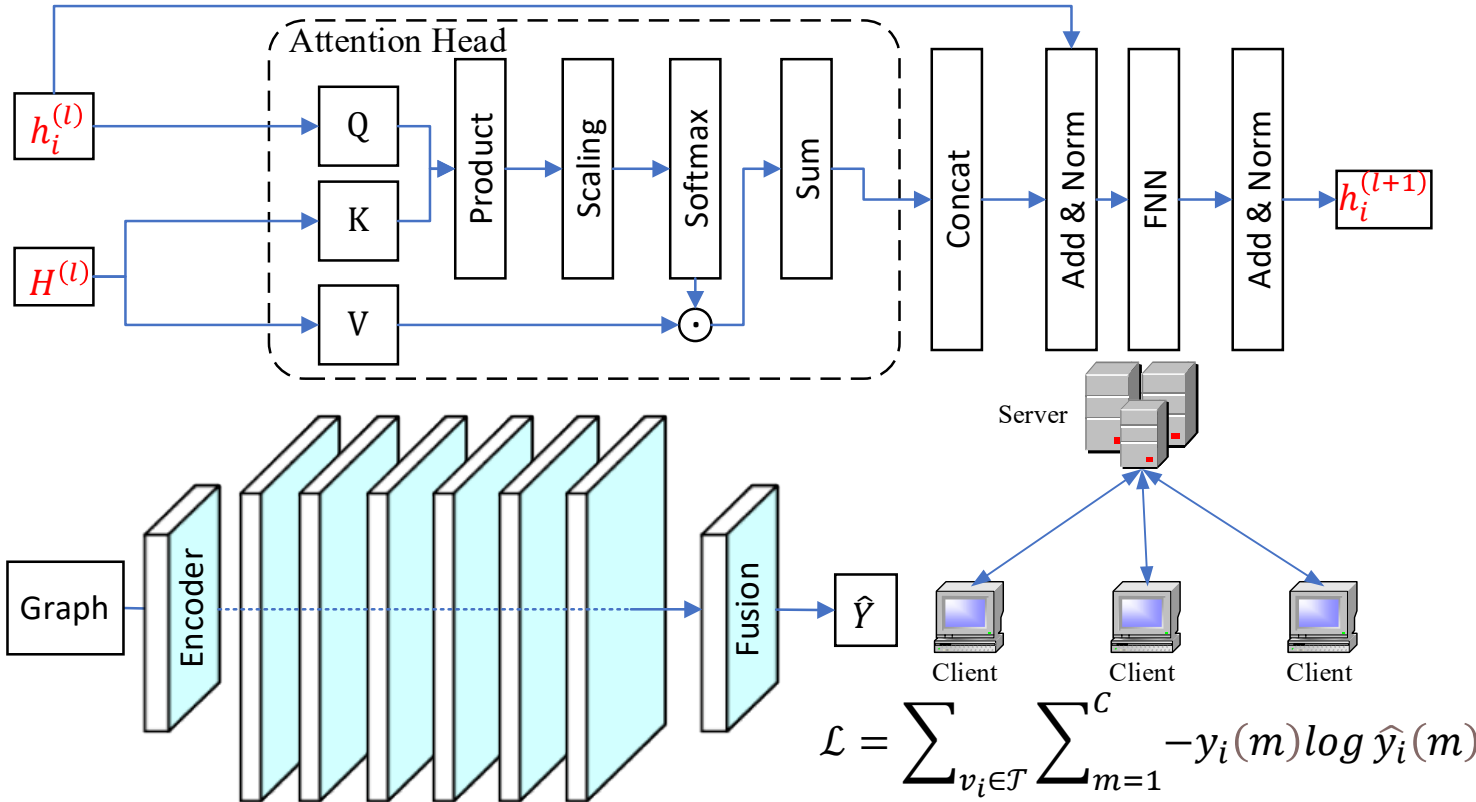 Attention Head
h_i^{(l)}
Q
K
V
H^{(l)}
Product
Scaling
Softmax
Sum
Concat
Add & Norm
FNN
Add & Norm
h_i^{(l+1)}
Server
Graph
Encoder
Fusion
Ŷ
Client
Client
Client
ℒ = ∑_{v_i∈𝒯} ∑_{m=1}^{C} −y_i(m)log ŷ_i(m)